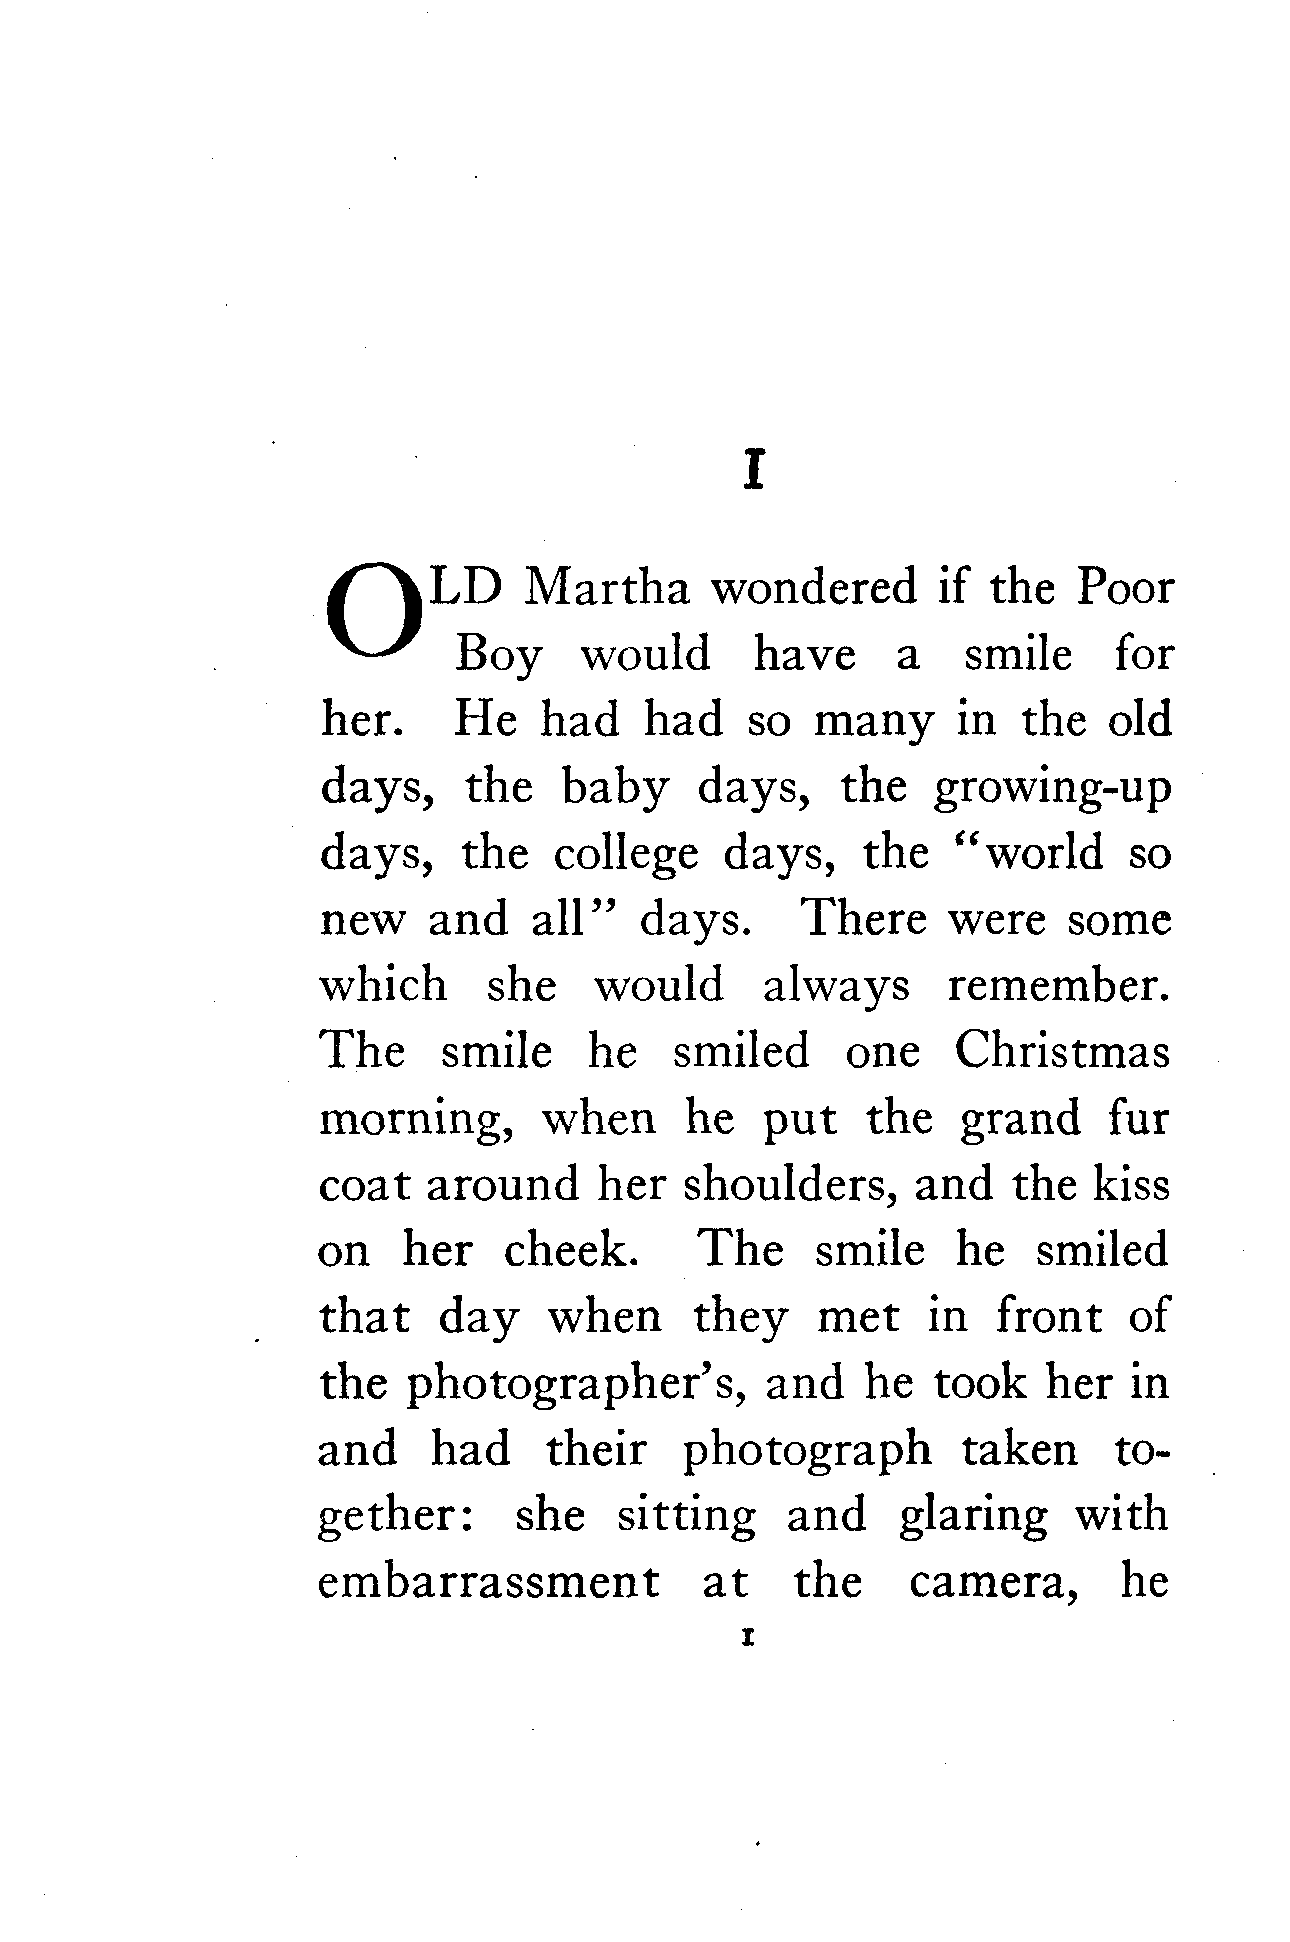 I
OLD Martha wondered if the Poor
Boy would have a smile for
her. He had had so many in the old
days, the baby days, the growing-up
days, the college days, the “world so
new and all” days. There were some
which she would always remember.
The smile he smiled one Christmas
morning, when he put the grand fur
coat around her shoulders, and the kiss
on her cheek. The smile he smiled
that day when they met in front of
the photographer’s, and he took her in
and had their photograph taken to-
gether: she sitting and glaring with
embarrassment at the camera, he
1